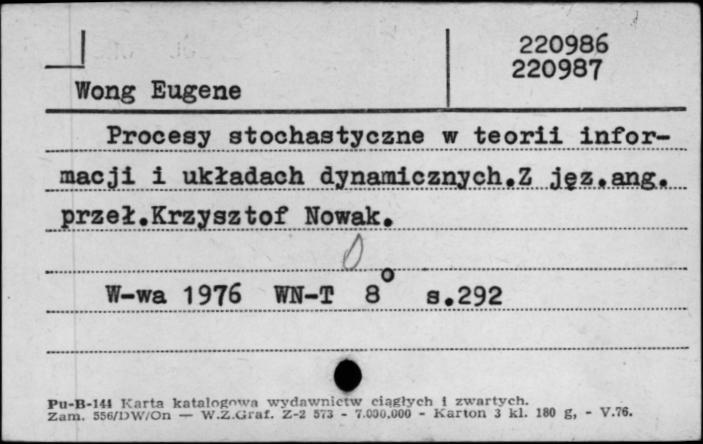 220986
220987
Wong Eugene
Procesy stochastyczne w teorii infor-
macji i układach dynamicznych.Z jęz.ang.
przeł.Krzysztof Nowak.
W-wa 1976 WN-T 8° s.292
Pu-B-144 Karta katalogowa wydawnictw ciągłych i zwartych.
Zam. 556/DW/On — W.Z.Graf. Z-2 573 - 7.000.000 - Karton 3 kl. 180 g, - V.76.